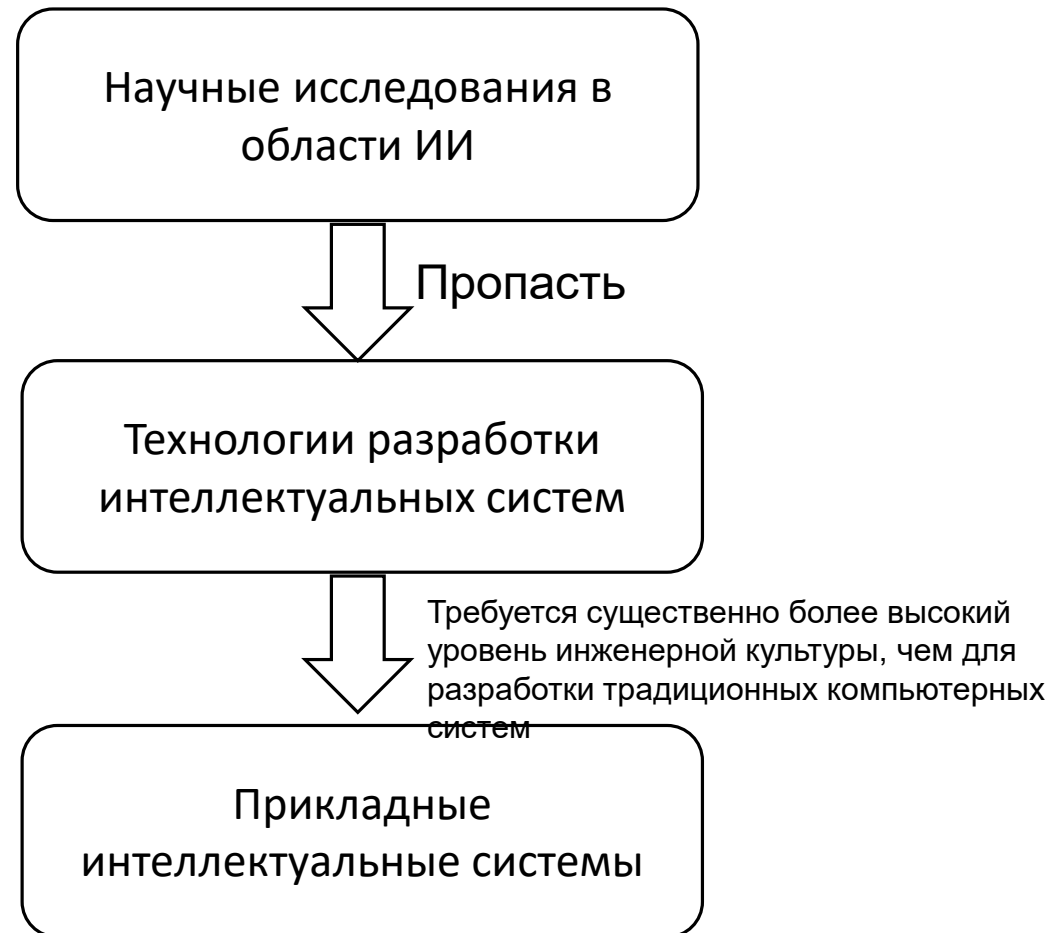 Научные исследования в
области ИИ
Пропасть
Технологии разработки
интеллектуальных систем
Требуется существенно более высокий
уровень инженерной культуры, чем для
разработки традиционных компьютерных
систем
Прикладные
интеллектуальные системы